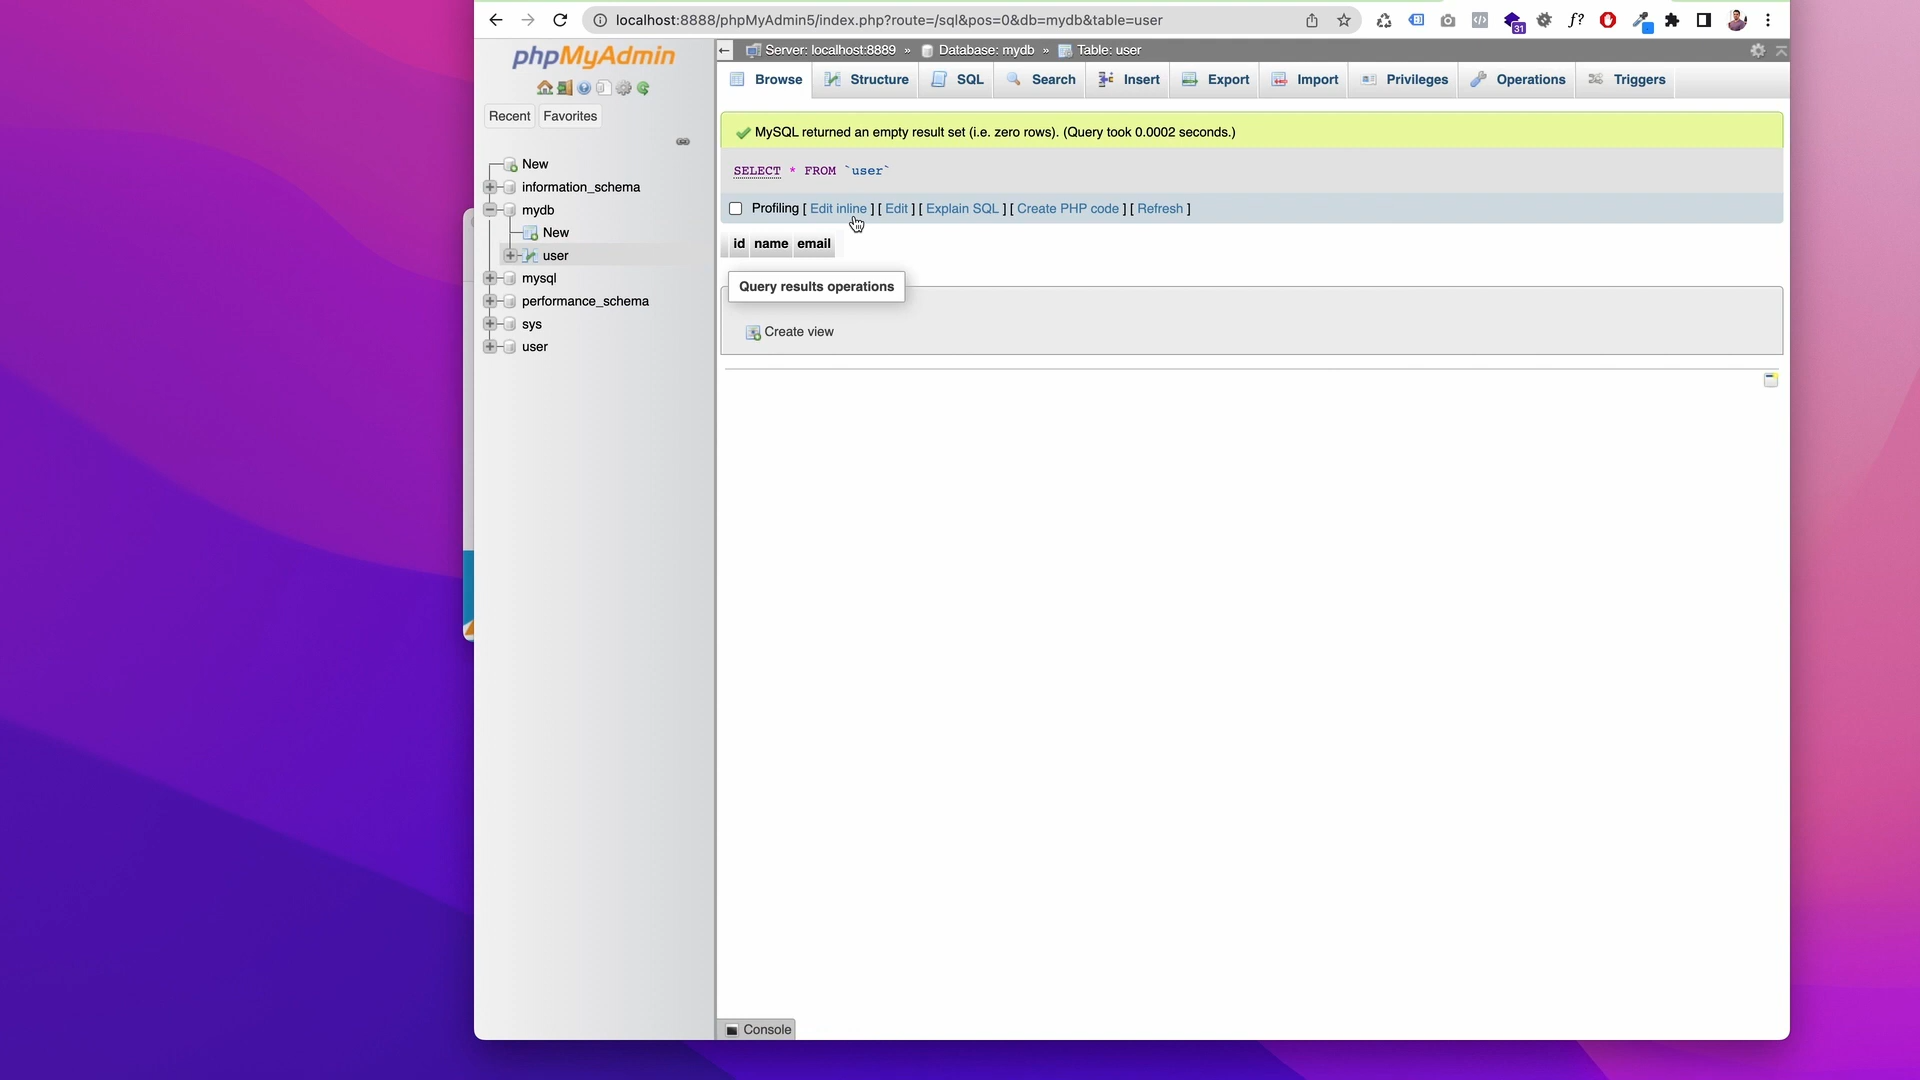 localhost:8888/phpMyAdmin5/index.php?route=/sql&pos=0&db=mydb&table=user
f?
31
phpMyAdmin
Recent Favorites
New
information_schema
mydb
New
user
mysql
performance_schema
sys
user
Server: localhost:8889 » Database: mydb » Table: user
Browse Structure SQL Search Insert Export Import Privileges Operations Triggers
MySQL returned an empty result set (i.e. zero rows). (Query took 0.0002 seconds.)
SELECT * FROM `user`
Profiling [ Edit inline ] [ Edit ] [ Explain SQL ] [ Create PHP code ] [ Refresh ]
id name email
Query results operations
Create view
Console